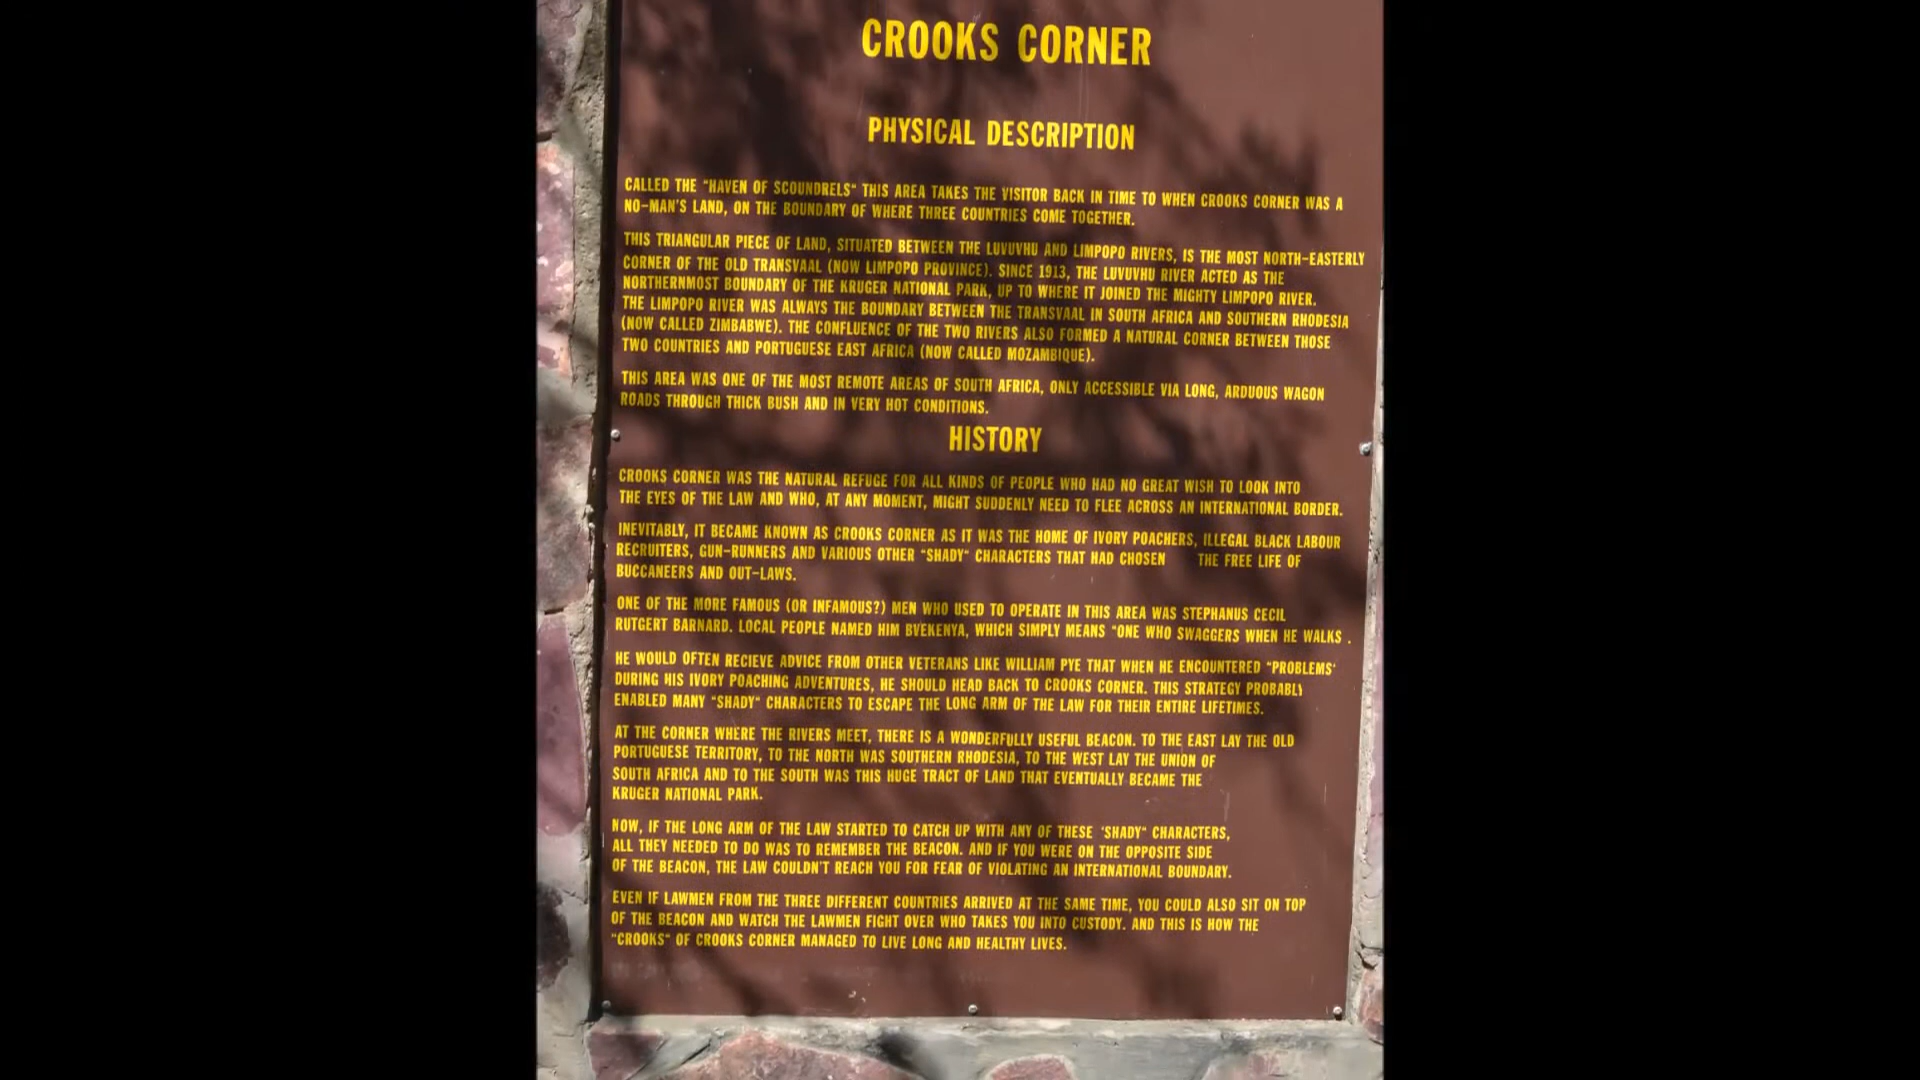 CROOKS CORNER
PHYSICAL DESCRIPTION
CALLED THE "HAVEN OF SCOUNDRELS" THIS AREA TAKES THE VISITOR BACK IN TIME TO WHEN CROOKS CORNER WAS A
NO-MAN'S LAND, ON THE BOUNDARY OF WHERE THREE COUNTRIES COME TOGETHER.
THIS TRIANGULAR PIECE OF LAND, SITUATED BETWEEN THE LUVUVHU AND LIMPOPO RIVERS, IS THE MOST NORTH-EASTERLY
CORNER OF THE OLD TRANSVAAL (NOW LIMPOPO PROVINCE). SINCE 1913, THE LUVUVHU RIVER ACTED AS THE
NORTHERNMOST BOUNDARY OF THE KRUGER NATIONAL PARK, UP TO WHERE IT JOINED THE MIGHTY LIMPOPO RIVER.
THE LIMPOPO RIVER WAS ALWAYS THE BOUNDARY BETWEEN THE TRANSVAAL IN SOUTH AFRICA AND SOUTHERN RHODESIA
(NOW CALLED ZIMBABWE). THE CONFLUENCE OF THE TWO RIVERS ALSO FORMED A NATURAL CORNER BETWEEN THOSE
TWO COUNTRIES AND PORTUGUESE EAST AFRICA (NOW CALLED MOZAMBIQUE).
THIS AREA WAS ONE OF THE MOST REMOTE AREAS OF SOUTH AFRICA, ONLY ACCESSIBLE VIA LONG, ARDUOUS WAGON
ROADS THROUGH THICK BUSH AND IN VERY HOT CONDITIONS.
HISTORY
CROOKS CORNER WAS THE NATURAL REFUGE FOR ALL KINDS OF PEOPLE WHO HAD NO GREAT WISH TO LOOK INTO
THE EYES OF THE LAW AND WHO, AT ANY MOMENT, MIGHT SUDDENLY NEED TO FLEE ACROSS AN INTERNATIONAL BORDER.
INEVITABLY, IT BECAME KNOWN AS CROOKS CORNER AS IT WAS THE HOME OF IVORY POACHERS, ILLEGAL BLACK LABOUR
RECRUITERS, GUN-RUNNERS AND VARIOUS OTHER "SHADY" CHARACTERS THAT HAD CHOSEN THE FREE LIFE OF
BUCCANEERS AND OUT-LAWS.
ONE OF THE MORE FAMOUS (OR INFAMOUS?) MEN WHO USED TO OPERATE IN THIS AREA WAS STEPHANUS CECIL
RUTGERT BARNARD. LOCAL PEOPLE NAMED HIM BVEKENYA, WHICH SIMPLY MEANS "ONE WHO SWAGGERS WHEN HE WALKS .
HE WOULD OFTEN RECIEVE ADVICE FROM OTHER VETERANS LIKE WILLIAM PYE THAT WHEN HE ENCOUNTERED "PROBLEMS'
DURING HIS IVORY POACHING ADVENTURES, HE SHOULD HEAD BACK TO CROOKS CORNER. THIS STRATEGY PROBABLY
ENABLED MANY "SHADY" CHARACTERS TO ESCAPE THE LONG ARM OF THE LAW FOR THEIR ENTIRE LIFETIMES.
AT THE CORNER WHERE THE RIVERS MEET, THERE IS A WONDERFULLY USEFUL BEACON. TO THE EAST LAY THE OLD
PORTUGUESE TERRITORY, TO THE NORTH WAS SOUTHERN RHODESIA, TO THE WEST LAY THE UNION OF
SOUTH AFRICA AND TO THE SOUTH WAS THIS HUGE TRACT OF LAND THAT EVENTUALLY BECAME THE
KRUGER NATIONAL PARK.
NOW, IF THE LONG ARM OF THE LAW STARTED TO CATCH UP WITH ANY OF THESE 'SHADY" CHARACTERS,
ALL THEY NEEDED TO DO WAS TO REMEMBER THE BEACON. AND IF YOU WERE ON THE OPPOSITE SIDE
OF THE BEACON, THE LAW COULDN'T REACH YOU FOR FEAR OF VIOLATING AN INTERNATIONAL BOUNDARY.
EVEN IF LAWMEN FROM THE THREE DIFFERENT COUNTRIES ARRIVED AT THE SAME TIME, YOU COULD ALSO SIT ON TOP
OF THE BEACON AND WATCH THE LAWMEN FIGHT OVER WHO TAKES YOU INTO CUSTODY. AND THIS IS HOW THE
"CROOKS" OF CROOKS CORNER MANAGED TO LIVE LONG AND HEALTHY LIVES.